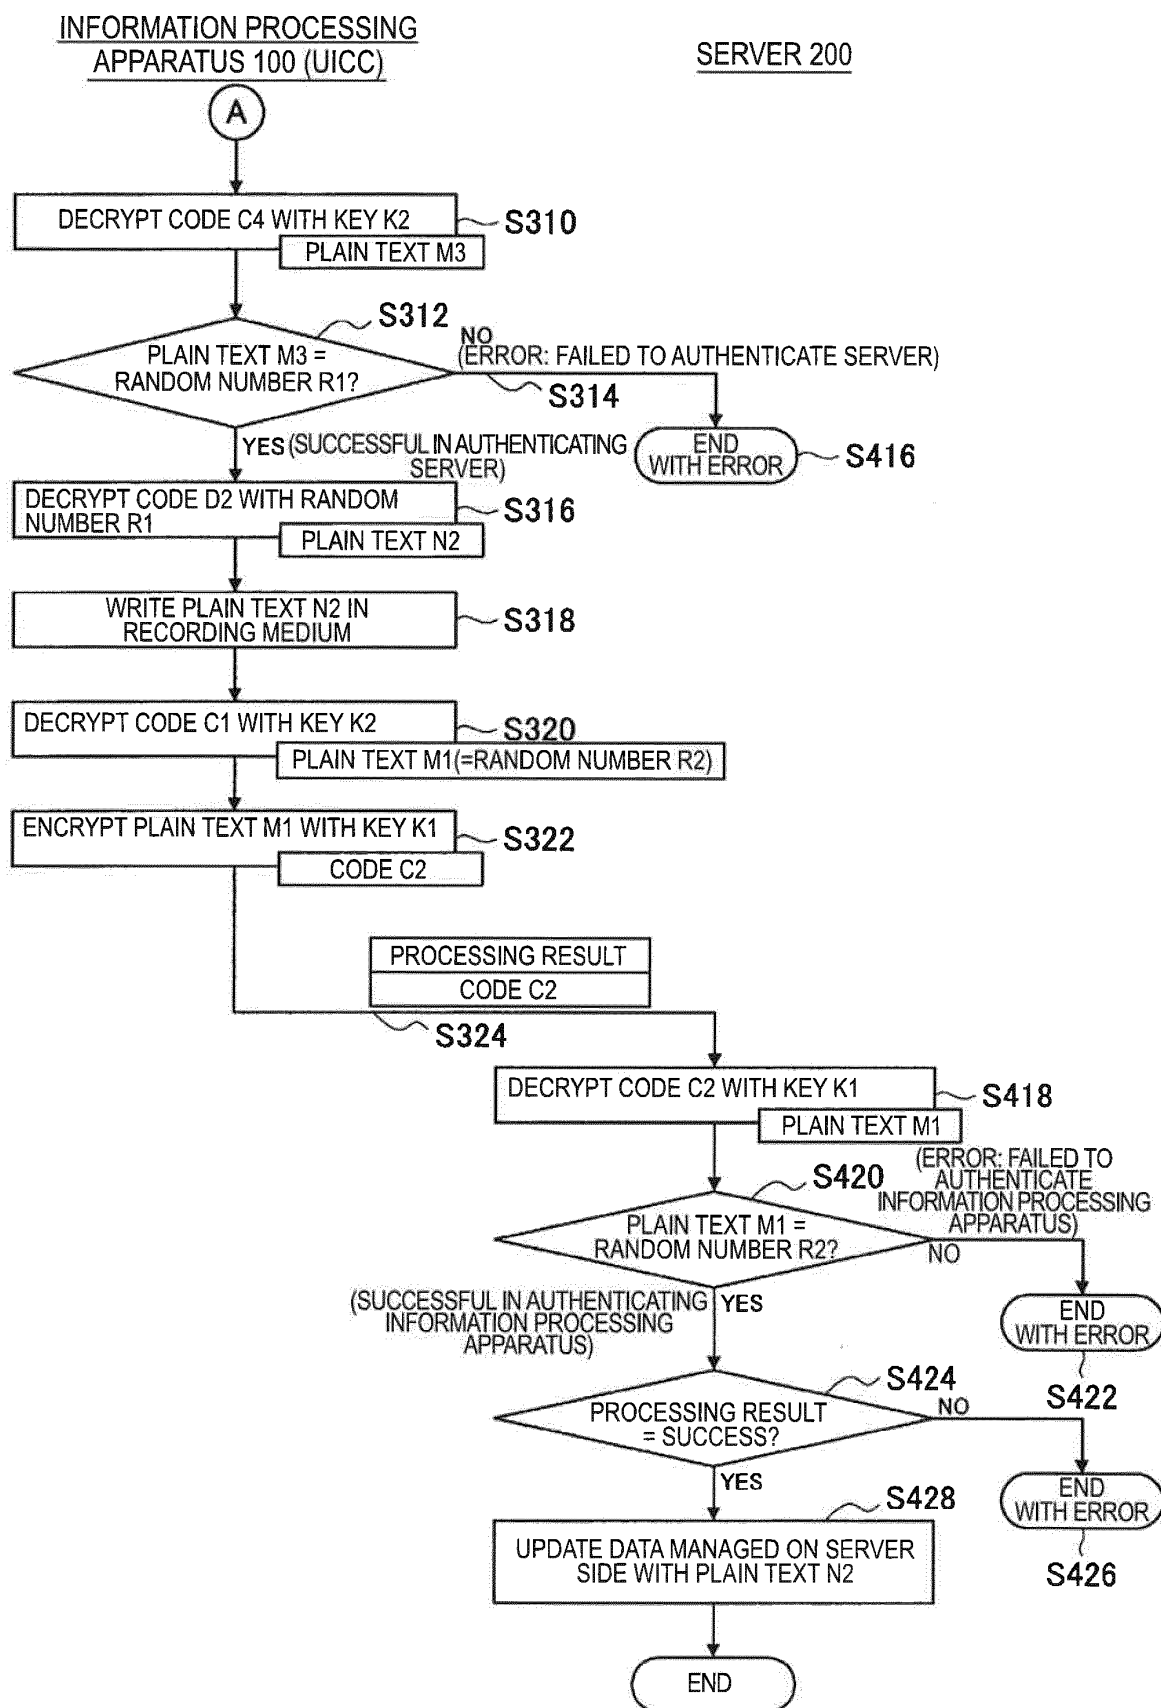 INFORMATION PROCESSING
APPARATUS 100 (UICC)
SERVER 200
A
DECRYPT CODE C4 WITH KEY K2
S310
PLAIN TEXT M3
S312
PLAIN TEXT M3 =
RANDOM NUMBER R1?
NO
(ERROR: FAILED TO AUTHENTICATE SERVER)
S314
END
WITH ERROR
S416
YES (SUCCESSFUL IN AUTHENTICATING
SERVER)
DECRYPT CODE D2 WITH RANDOM
NUMBER R1
S316
PLAIN TEXT N2
WRITE PLAIN TEXT N2 IN
RECORDING MEDIUM
S318
DECRYPT CODE C1 WITH KEY K2
S320
PLAIN TEXT M1(=RANDOM NUMBER R2)
ENCRYPT PLAIN TEXT M1 WITH KEY K1
S322
CODE C2
PROCESSING RESULT
CODE C2
S324
DECRYPT CODE C2 WITH KEY K1
S418
PLAIN TEXT M1
S420
(ERROR: FAILED TO
AUTHENTICATE
INFORMATION PROCESSING
APPARATUS)
PLAIN TEXT M1 =
RANDOM NUMBER R2?
NO
(SUCCESSFUL IN AUTHENTICATING
INFORMATION PROCESSING
APPARATUS)
YES
END
WITH ERROR
S422
S424
PROCESSING RESULT
= SUCCESS?
NO
YES
END
WITH ERROR
S426
S428
UPDATE DATA MANAGED ON SERVER
SIDE WITH PLAIN TEXT N2
END